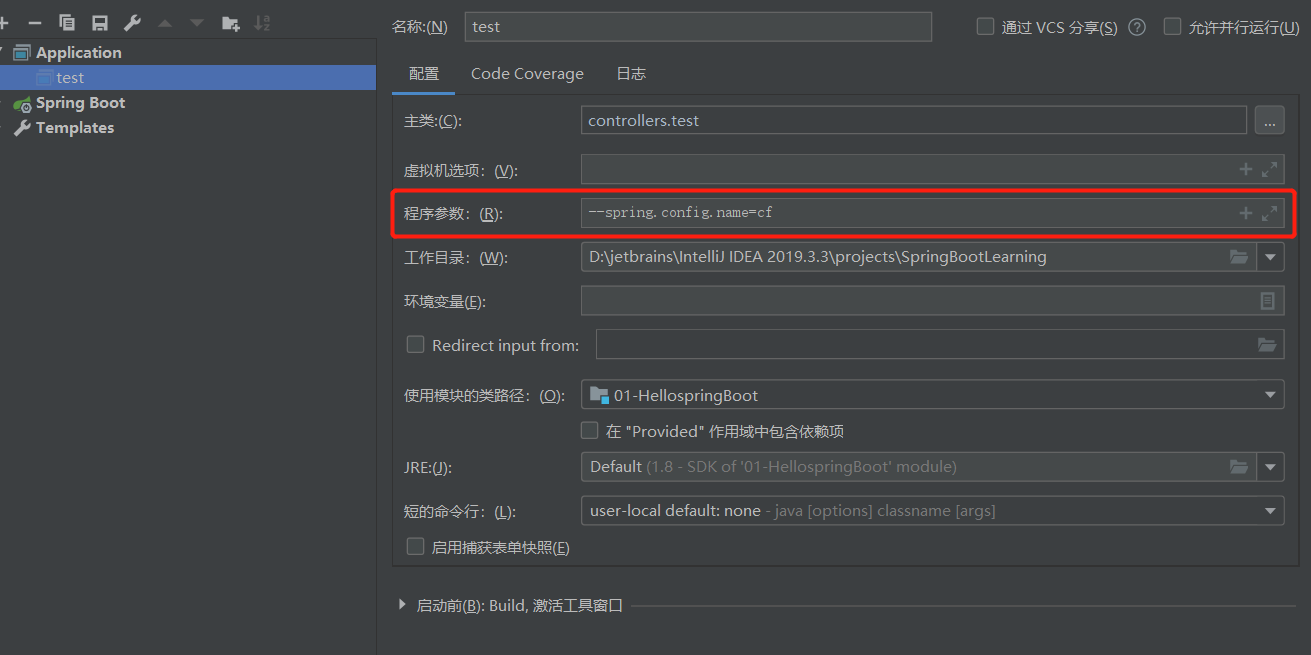 名称:(N) test 通过 VCS 分享(S) ? 允许并行运行(U)
Application
test
Spring Boot
Templates
配置 Code Coverage 日志
主类:(C): controllers.test ...
虚拟机选项：(V):
程序参数：(R): --spring.config.name=cf
工作目录：(W): D:\jetbrains\IntelliJ IDEA 2019.3.3\projects\SpringBootLearning
环境变量(E):
Redirect input from:
使用模块的类路径：(O): 01-HellospringBoot
在 "Provided" 作用域中包含依赖项
JRE:(J): Default (1.8 - SDK of '01-HellospringBoot' module)
短的命令行：(L): user-local default: none - java [options] classname [args]
启用捕获表单快照(E)
启动前(B): Build, 激活工具窗口